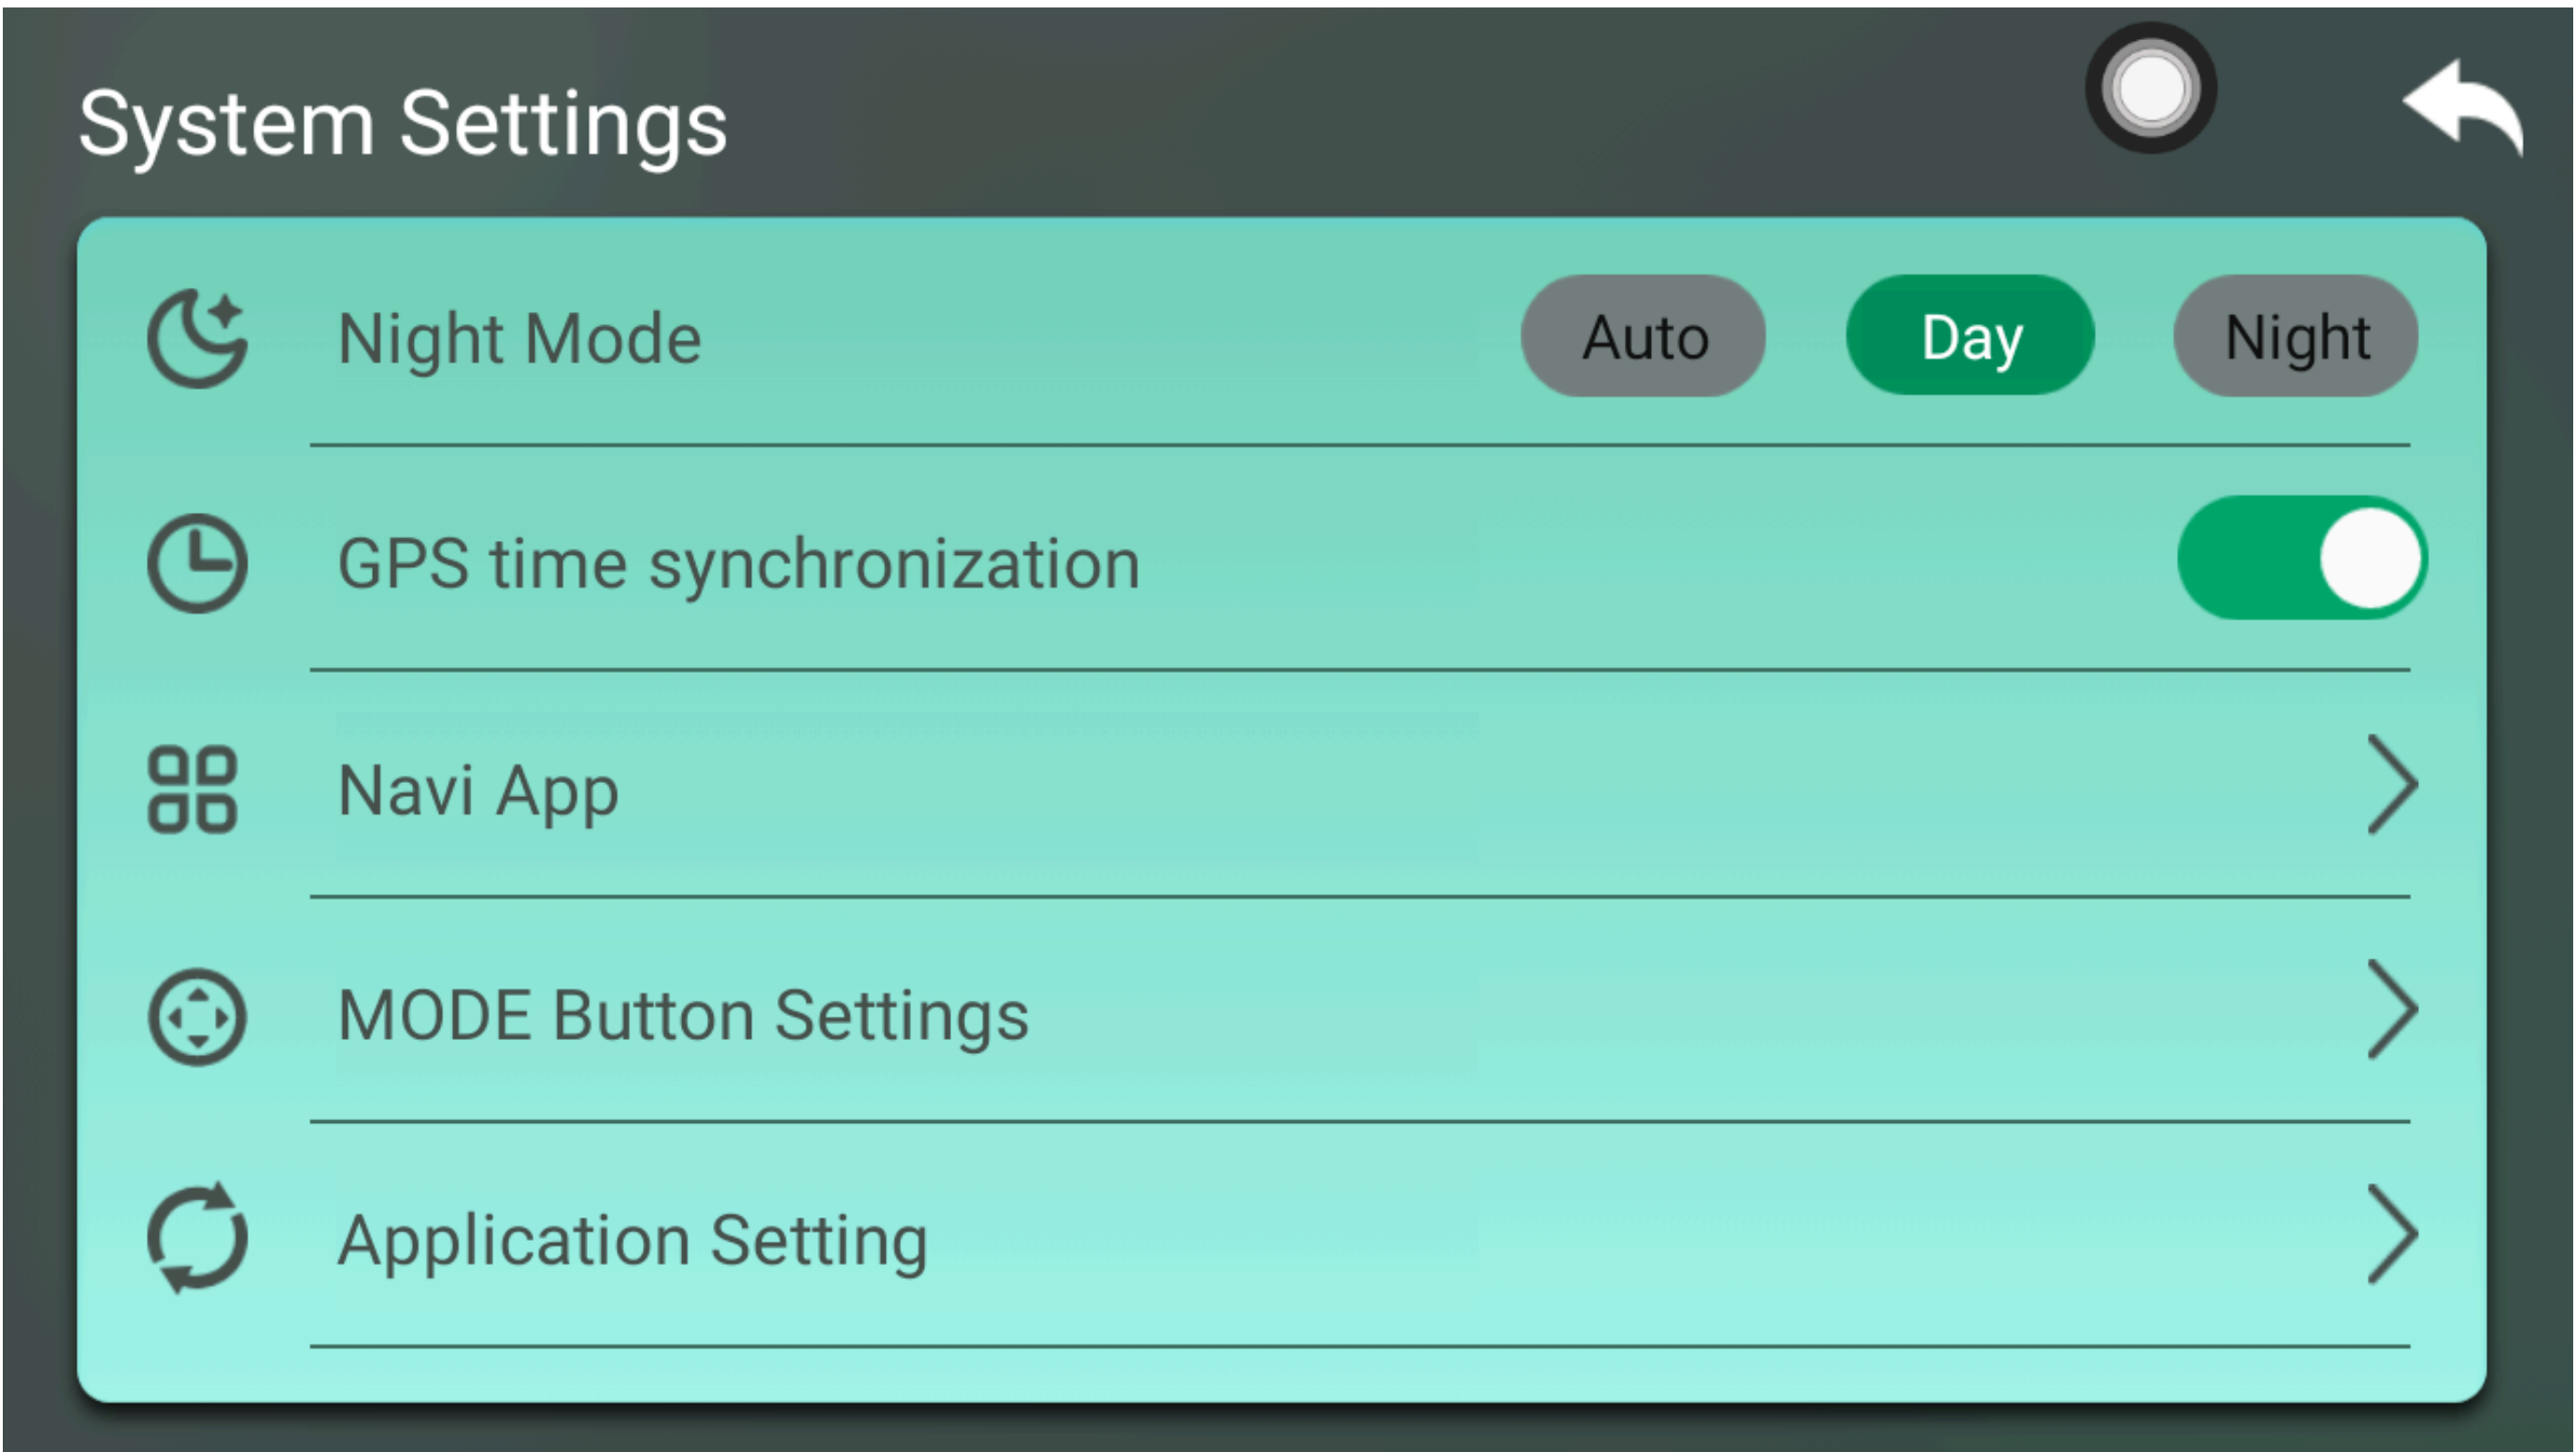 System Settings
Night Mode Auto Day Night
GPS time synchronization
Navi App
MODE Button Settings
Application Setting